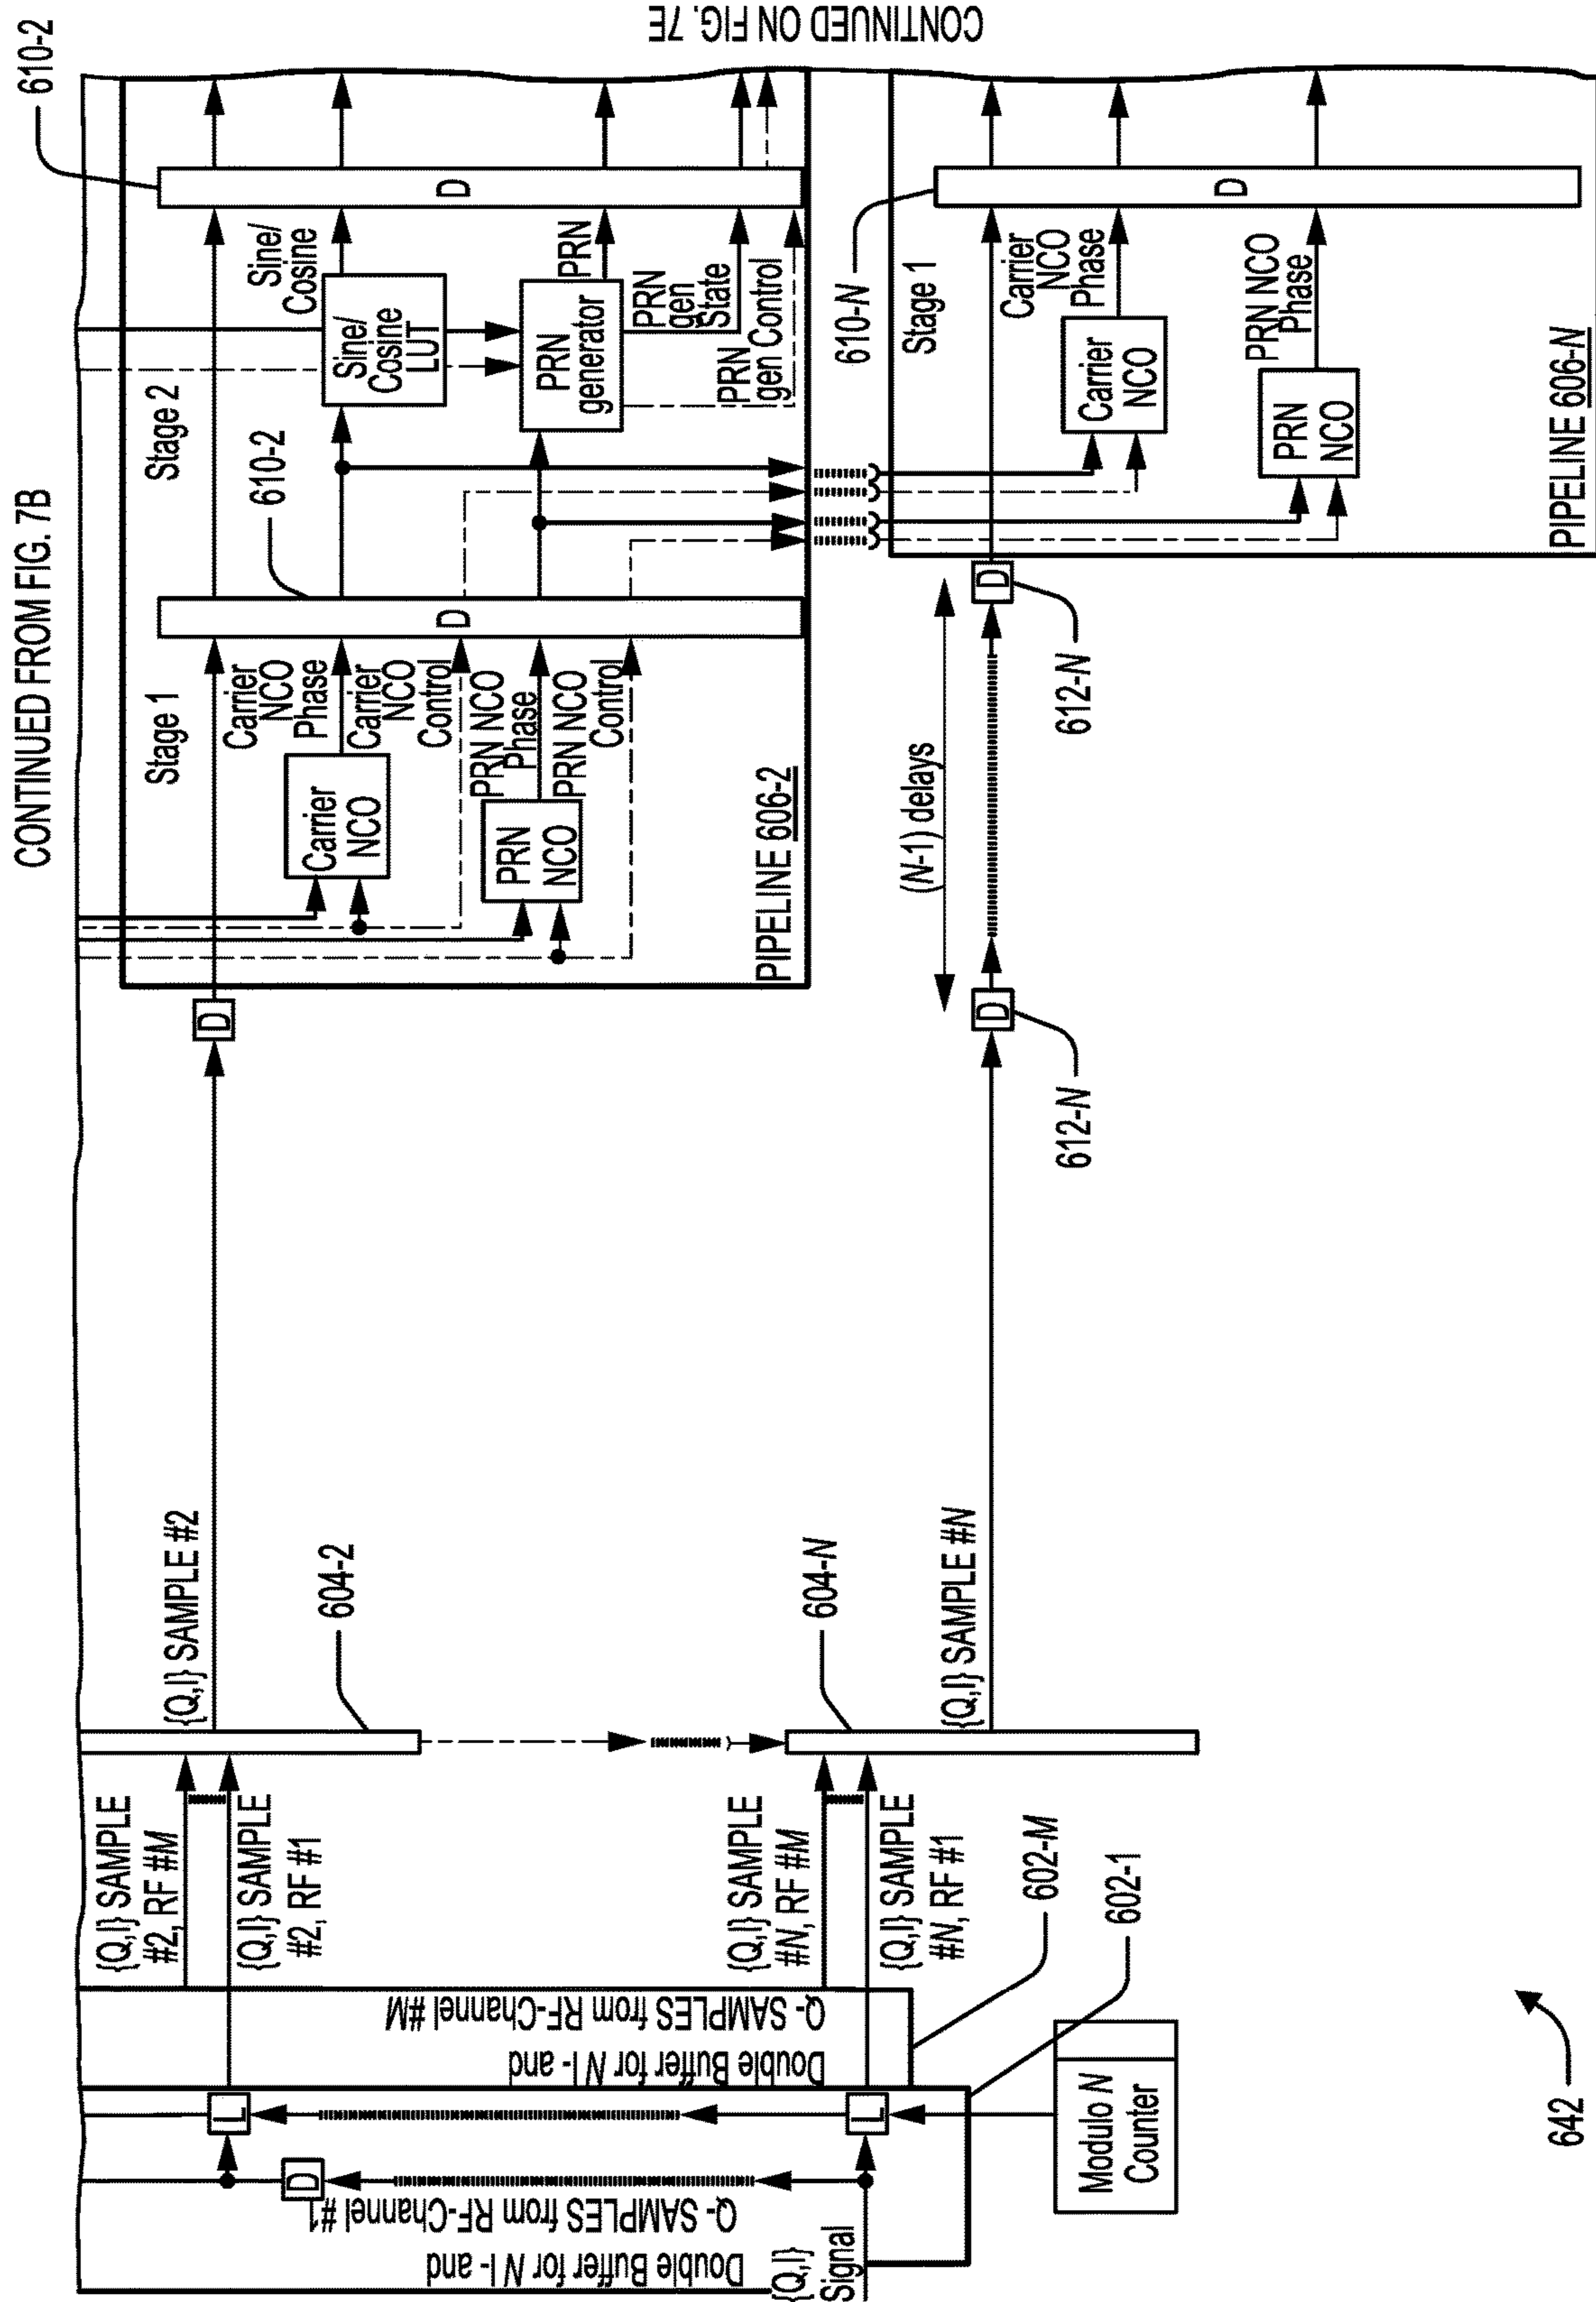 CONTINUED FROM FIG. 7B
CONTINUED ON FIG. 7E
610-2
Stage 1
Stage 2
610-2
Carrier
NCO
Phase
Carrier
NCO
Control
PRN NCO
Phase
PRN NCO
Control
Carrier
NCO
PRN
NCO
D
D
Sine/
Cosine
LUT
Sine/
Cosine
PRN
generator
PRN
PRN
gen
State
PRN
gen Control
D
PIPELINE 606-2
{Q,I} SAMPLE #2
604-2
{Q,I} SAMPLE
#2, RF #M
{Q,I} SAMPLE
#2, RF #1
604-N
{Q,I} SAMPLE
#N, RF #M
{Q,I} SAMPLE
#N, RF #1
{Q,I} SAMPLE #N
D
612-N
(N-1) delays
D
612-N
610-N
Stage 1
Carrier
NCO
Phase
Carrier
NCO
PRN NCO
Phase
PRN
NCO
D
PIPELINE 606-N
Double Buffer for N I- and
Q- SAMPLES from RF-Channel #M
Double Buffer for N I- and
Q- SAMPLES from RF-Channel #1
L
D
L
{Q,I}
Signal
602-M
602-1
Modulo N
Counter
642